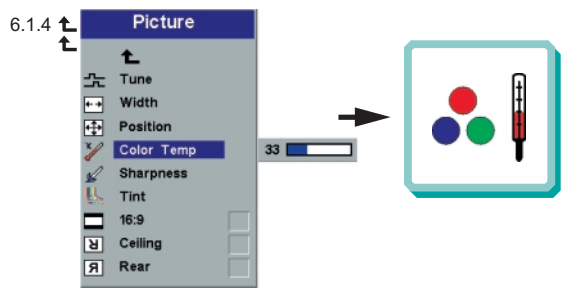 6.1.4
Picture
Tune
Width
Position
Color Temp
33
Sharpness
Tint
16:9
Ceiling
Rear